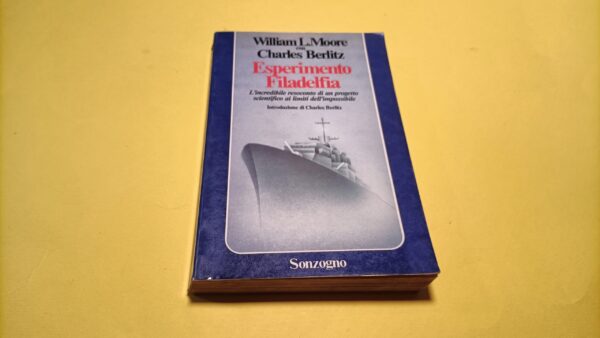 William L. Moore
con
Charles Berlitz
Esperimento
Filadelfia
L'incredibile resoconto di un progetto
scientifico ai limiti dell'impossibile
Introduzione di Charles Berlitz
Sonzogno